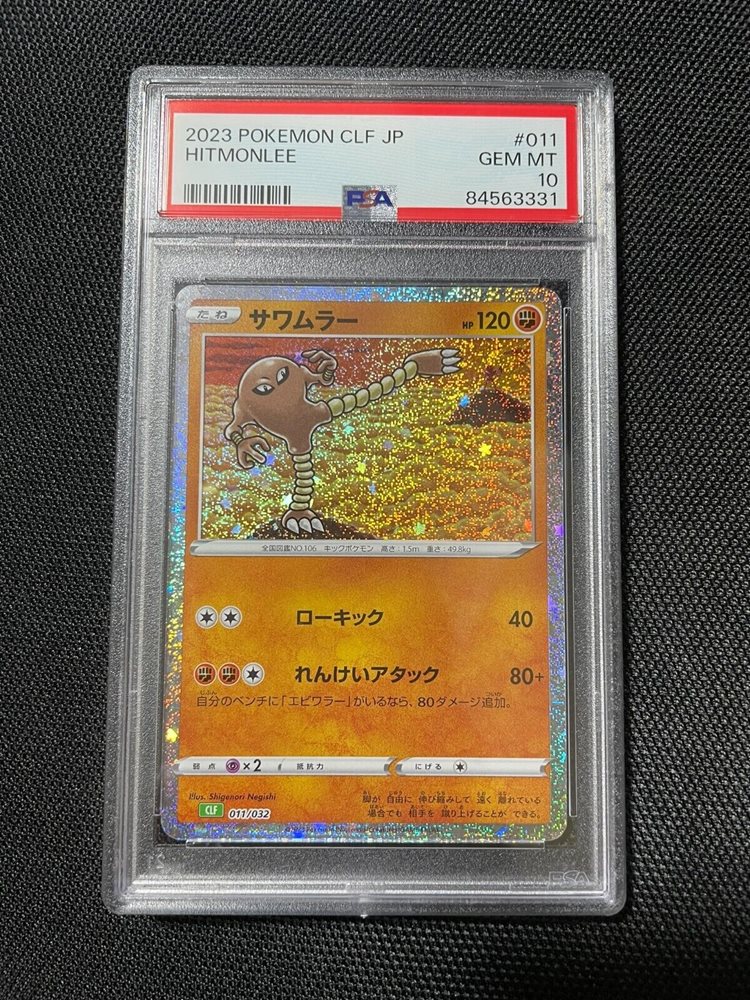 2023 POKEMON CLF JP #011
HITMONLEE GEM MT
10
PSA 84563331
たね サワムラー HP 120
全国図鑑NO.106 キックポケモン 高さ：1.5m 重さ：49.8kg
ローキック 40
れんけいアタック 80+
自分のベンチに「エビワラー」がいるなら、80ダメージ追加。
弱点 ×2 抵抗力 にげる
Illus. Shigenori Negishi
脚が 自由に 伸び縮みして 遠く 離れている
場合でも 相手を 蹴り上げることが できる。
CLF 011/032
PSA